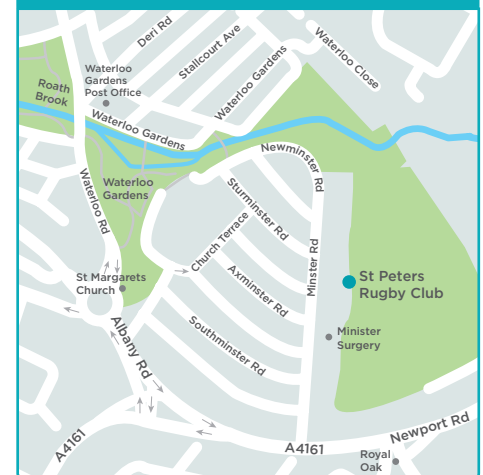 Deri Rd
Stallcourt Ave
Waterloo Close
Waterloo
Gardens
Post Office
Roath
Brook
Waterloo Gardens
Waterloo Gardens
Newminster Rd
Waterloo Rd
Waterloo
Gardens
Sturminster Rd
Church Terrace
Minster Rd
St Margarets
Church
Axminster Rd
St Peters
Rugby Club
Albany Rd
Southminster Rd
Minister
Surgery
A4161
A4161
Newport Rd
Royal
Oak